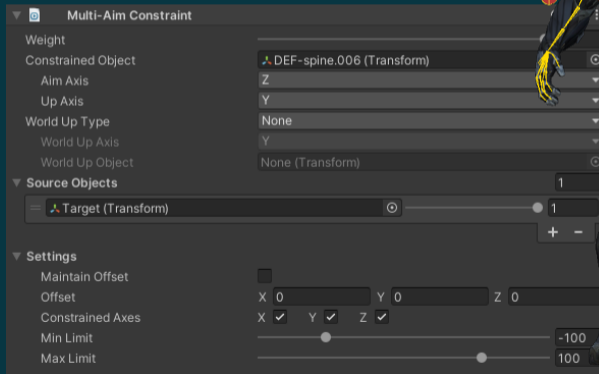 Multi-Aim Constraint
Weight
Constrained Object DEF-spine.006 (Transform)
Aim Axis Z
Up Axis Y
World Up Type None
World Up Axis Y
World Up Object None (Transform)
Source Objects 1
Target (Transform) 1
+ −
Settings
Maintain Offset
Offset X 0 Y 0 Z 0
Constrained Axes X Y Z
Min Limit -100
Max Limit 100